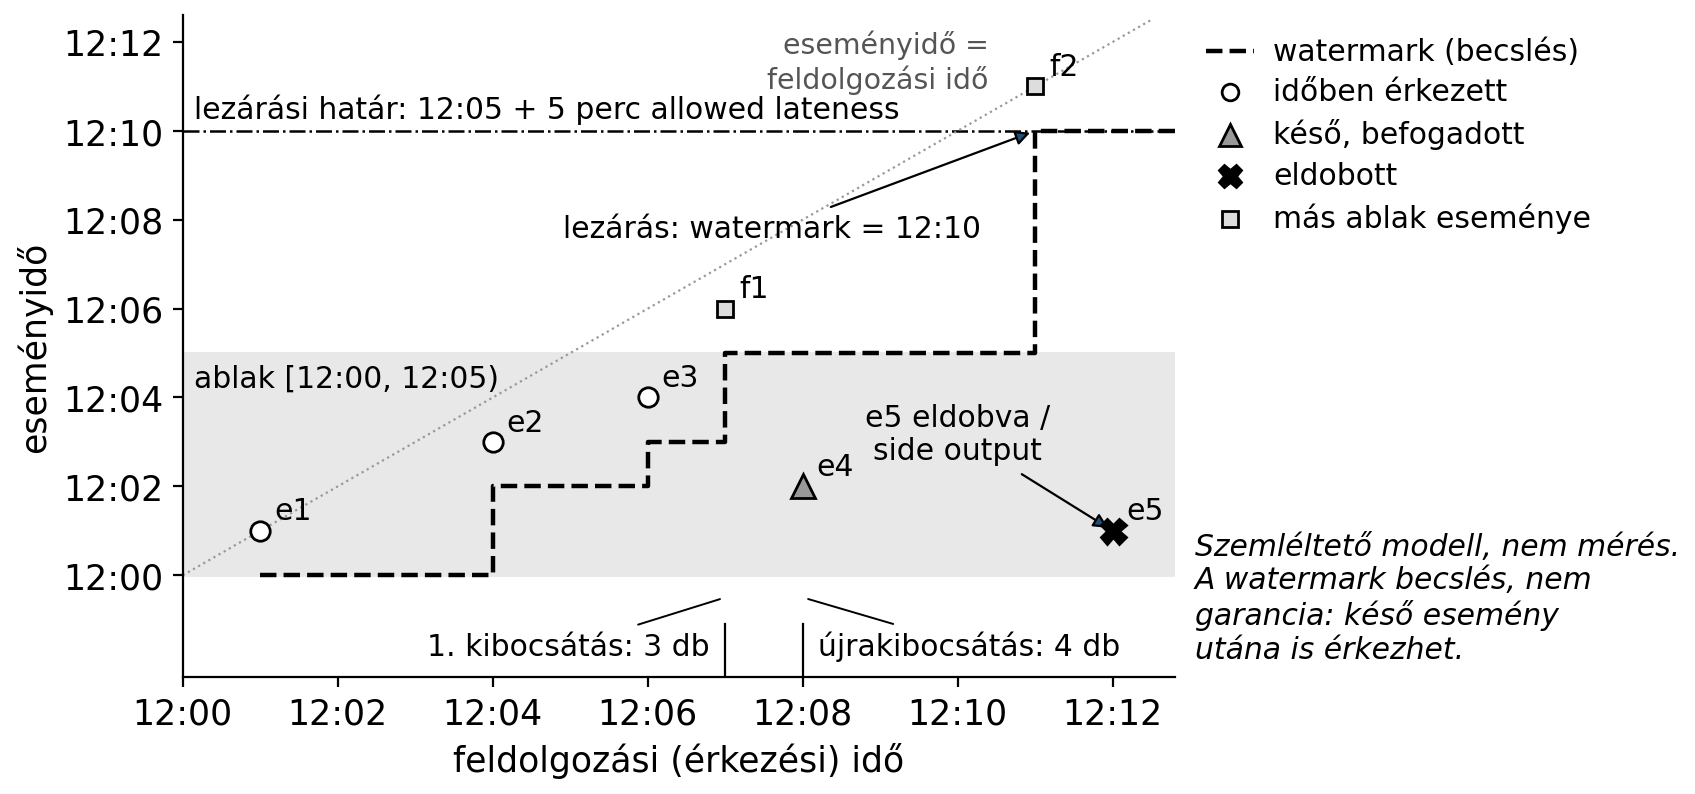 eseményidő =
feldolgozási idő
lezárási határ: 12:05 + 5 perc allowed lateness
lezárás: watermark = 12:10
ablak [12:00, 12:05)
e1
e2
e3
f1
f2
e4
e5 eldobva /
side output
e5
1. kibocsátás: 3 db
újrakibocsátás: 4 db
eseményidő
12:12
12:10
12:08
12:06
12:04
12:02
12:00
12:00
12:02
12:04
12:06
12:08
12:10
12:12
feldolgozási (érkezési) idő
watermark (becslés)
időben érkezett
késő, befogadott
eldobott
más ablak eseménye
Szemléltető modell, nem mérés.
A watermark becslés, nem
garancia: késő esemény
utána is érkezhet.